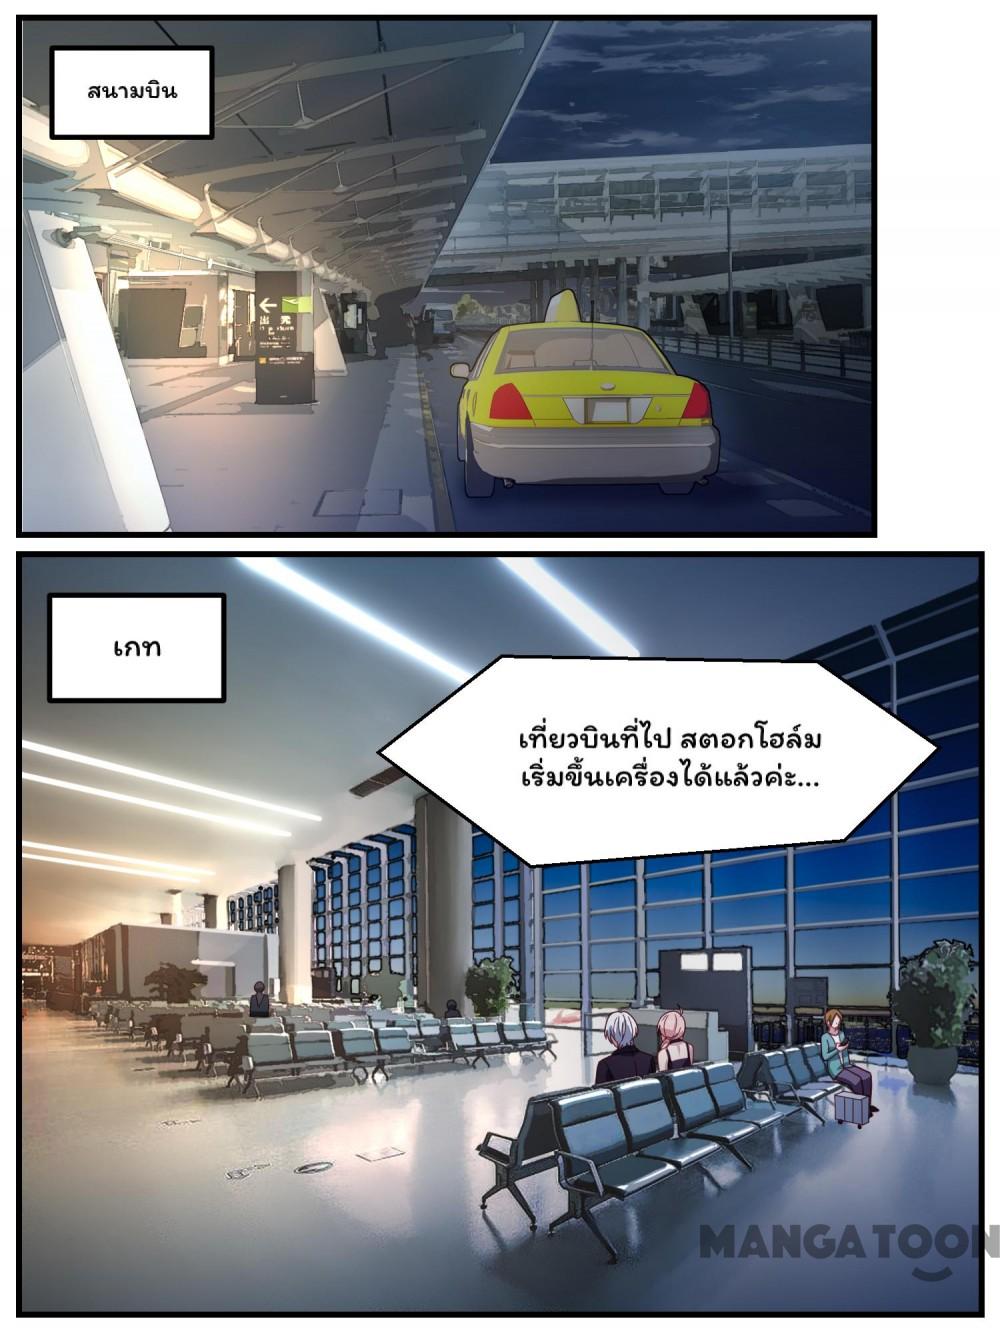 สนามบิน
出
เกท
เที่ยวบินที่ไป สตอกโฮล์ม
เริ่มขึ้นเครื่องได้แล้วค่ะ...
MANGATOON